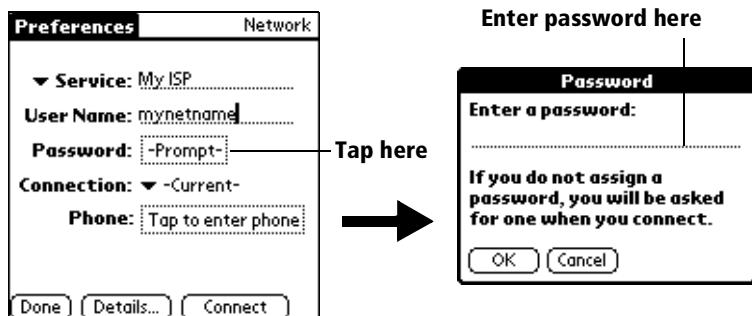 Preferences Network
▼ Service: My ISP
User Name: mynetname
Password: -Prompt-
Connection: ▼ -Current-
Phone: Tap to enter phone
Done Details... Connect
Tap here
Enter password here
Password
Enter a password:
If you do not assign a
password, you will be asked
for one when you connect.
OK Cancel